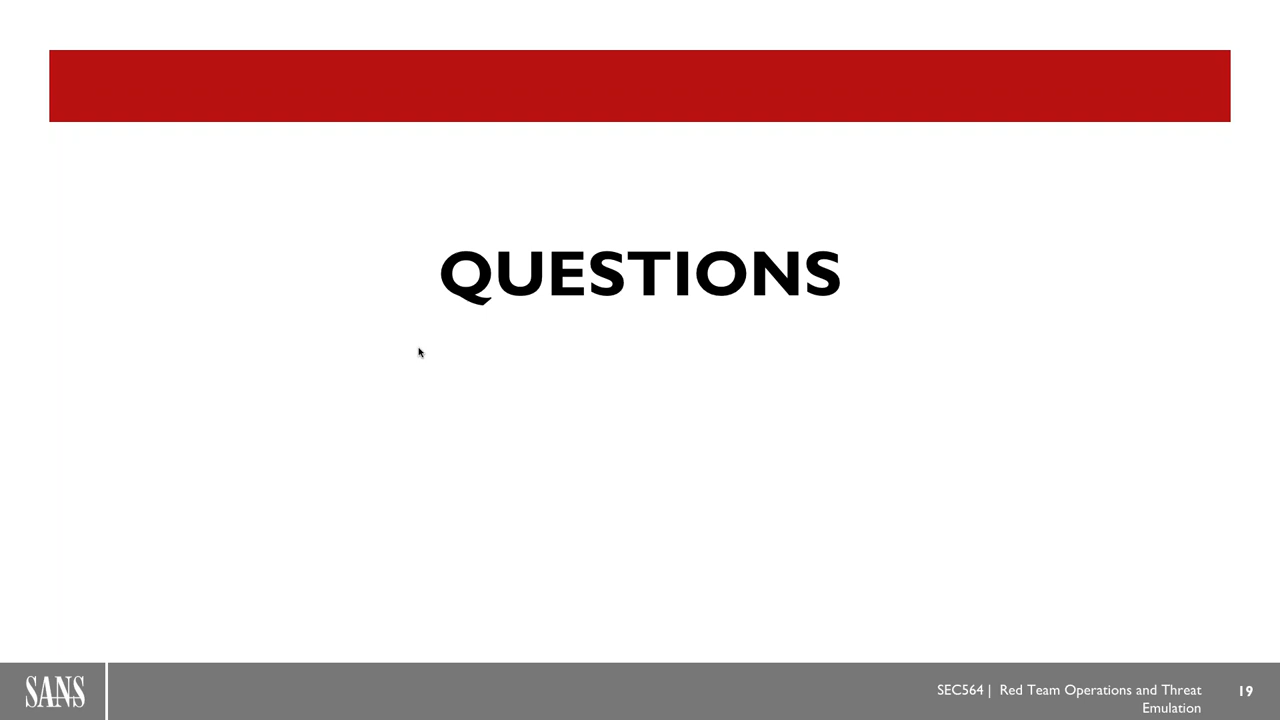 QUESTIONS
SANS
SEC564 | Red Team Operations and Threat
Emulation
19